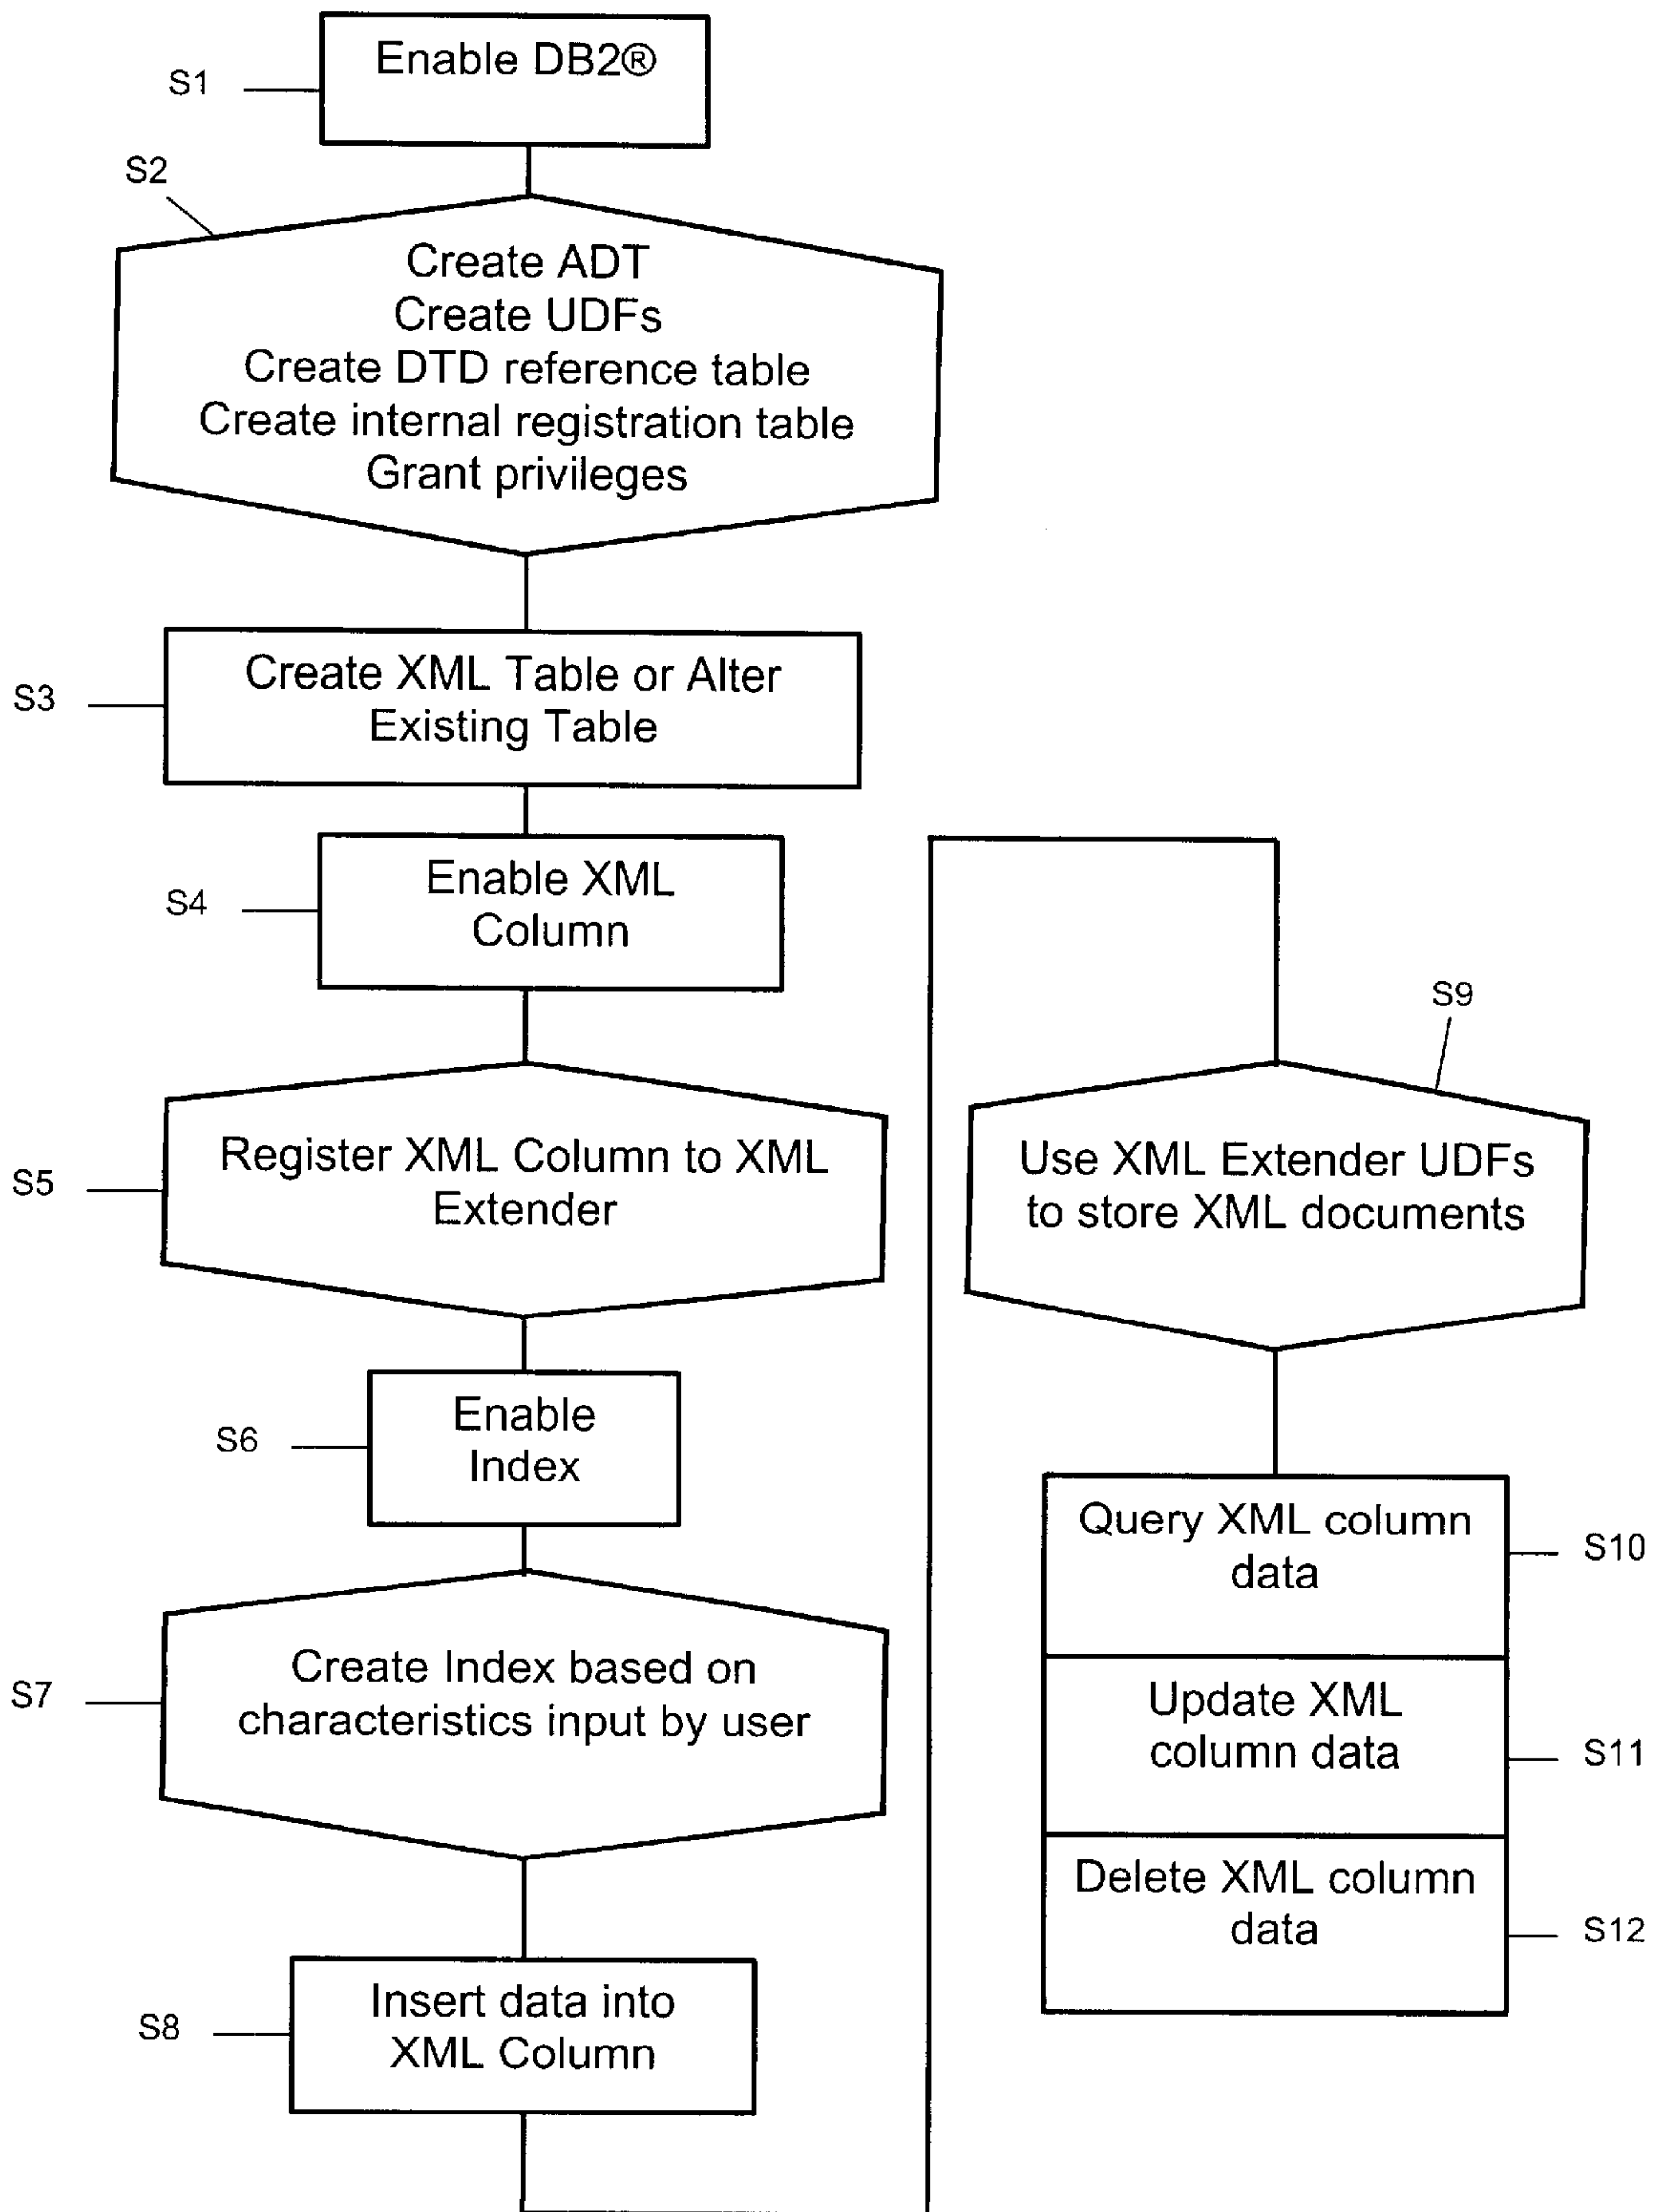 S1
Enable DB2®
S2
Create ADT
Create UDFs
Create DTD reference table
Create internal registration table
Grant privileges
S3
Create XML Table or Alter
Existing Table
S4
Enable XML
Column
S5
Register XML Column to XML
Extender
S6
Enable
Index
S7
Create Index based on
characteristics input by user
S8
Insert data into
XML Column
S9
Use XML Extender UDFs
to store XML documents
Query XML column
data
S10
Update XML
column data
S11
Delete XML column
data
S12